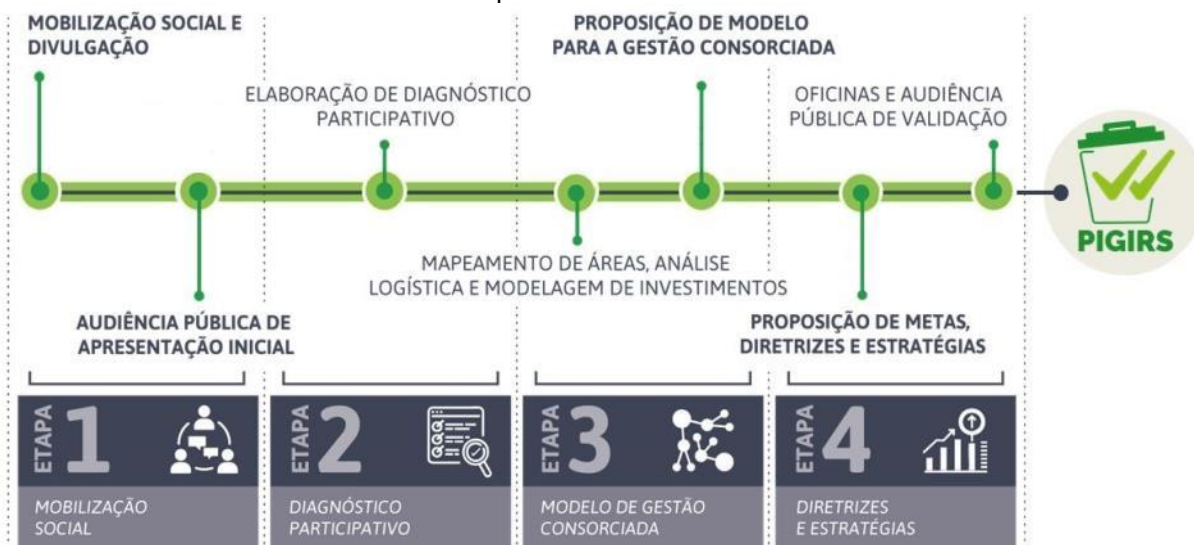 MOBILIZAÇÃO SOCIAL E
DIVULGAÇÃO
PROPOSIÇÃO DE MODELO
PARA A GESTÃO CONSORCIADA
ELABORAÇÃO DE DIAGNÓSTICO
PARTICIPATIVO
OFICINAS E AUDIÊNCIA
PÚBLICA DE VALIDAÇÃO
PIGIRS
MAPEAMENTO DE ÁREAS, ANÁLISE
LOGÍSTICA E MODELAGEM DE INVESTIMENTOS
AUDIÊNCIA PÚBLICA DE
APRESENTAÇÃO INICIAL
PROPOSIÇÃO DE METAS,
DIRETRIZES E ESTRATÉGIAS
ETAPA 1
MOBILIZAÇÃO
SOCIAL
ETAPA 2
DIAGNÓSTICO
PARTICIPATIVO
ETAPA 3
MODELO DE GESTÃO
CONSORCIADA
ETAPA 4
DIRETRIZES
E ESTRATÉGIAS